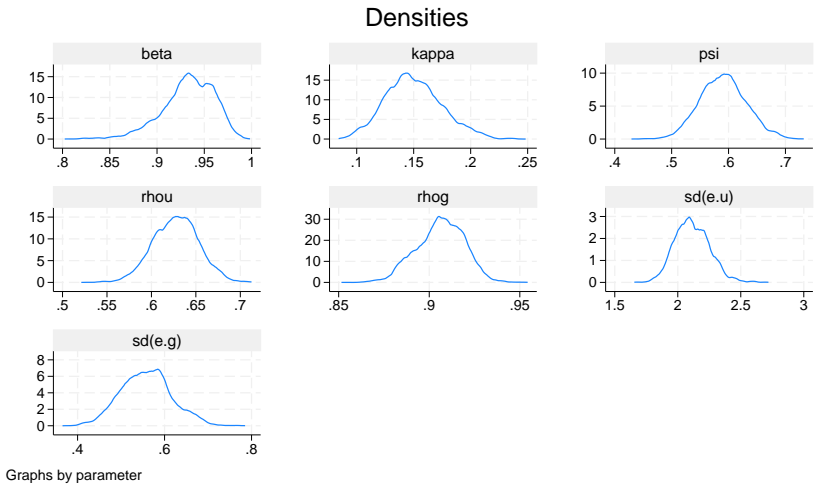 Densities
beta
15
10
5
0
.8 .85 .9 .95 1
kappa
15
10
5
0
.1 .15 .2 .25
psi
10
5
0
.4 .5 .6 .7
rhou
15
10
5
0
.5 .55 .6 .65 .7
rhog
30
20
10
0
.85 .9 .95
sd(e.u)
3
2
1
0
1.5 2 2.5 3
sd(e.g)
8
6
4
2
0
.4 .6 .8
Graphs by parameter